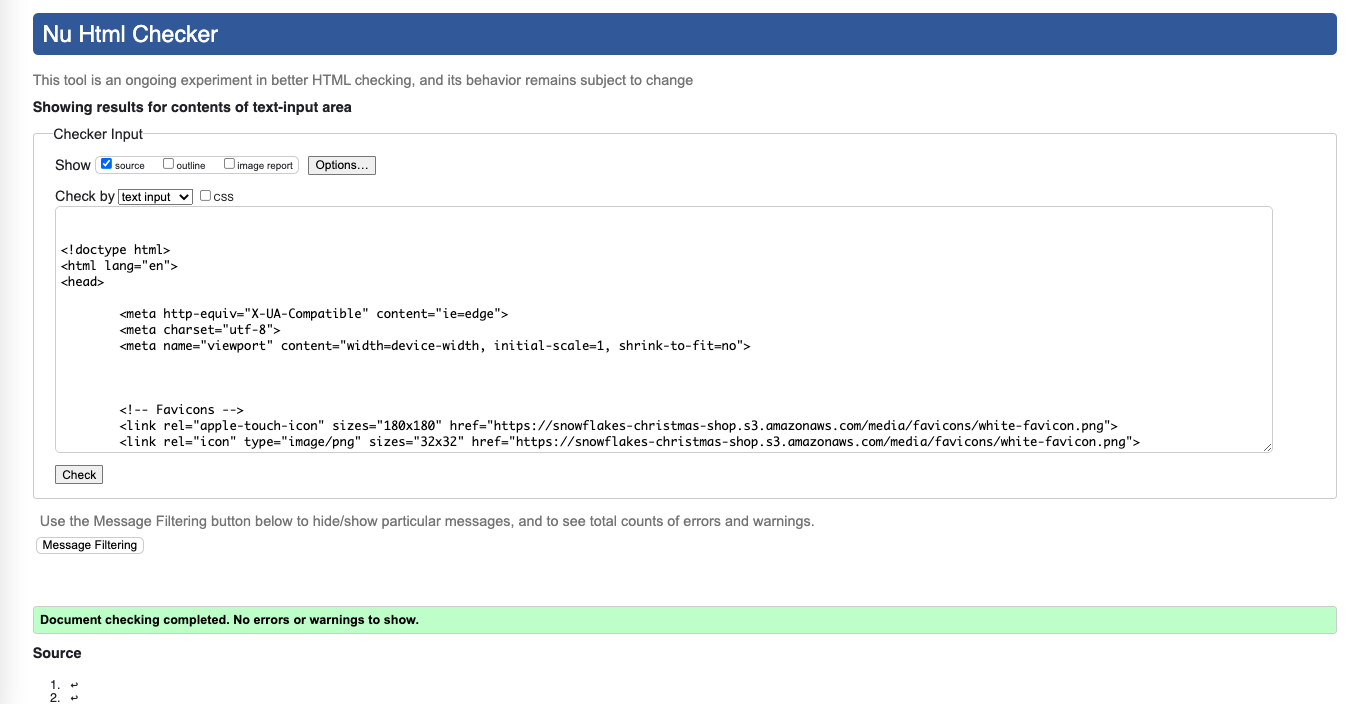 Nu Html Checker
This tool is an ongoing experiment in better HTML checking, and its behavior remains subject to change
Showing results for contents of text-input area
Checker Input
Show source outline image report Options...
Check by text input CSS
<!doctype html>
<html lang="en">
<head>
<meta http-equiv="X-UA-Compatible" content="ie=edge">
<meta charset="utf-8">
<meta name="viewport" content="width=device-width, initial-scale=1, shrink-to-fit=no">
<!-- Favicons -->
<link rel="apple-touch-icon" sizes="180x180" href="https://snowflakes-christmas-shop.s3.amazonaws.com/media/favicons/white-favicon.png">
<link rel="icon" type="image/png" sizes="32x32" href="https://snowflakes-christmas-shop.s3.amazonaws.com/media/favicons/white-favicon.png">
Check
Use the Message Filtering button below to hide/show particular messages, and to see total counts of errors and warnings.
Message Filtering
Document checking completed. No errors or warnings to show.
Source
1. ↩
2. ↩